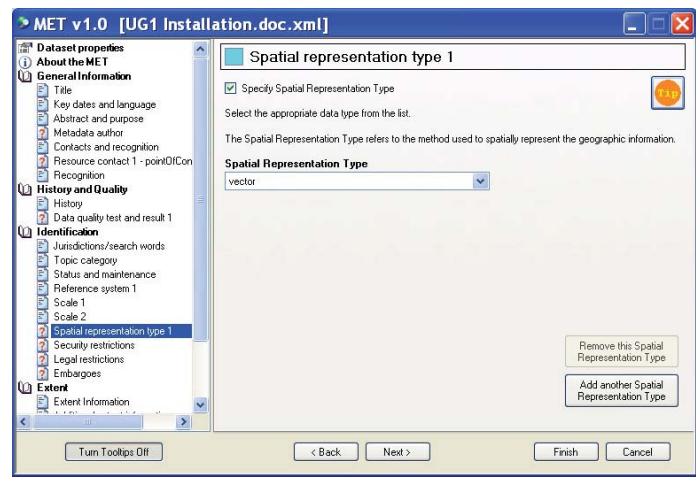 MET v1.0 [UG1 Installation.doc.xml]
Dataset properties
About the MET
General Information
Title
Key dates and language
Abstract and purpose
Metadata author
Contacts and recognition
Resource contact 1 - pointOfCon
Recognition
History and Quality
History
Data quality test and result 1
Identification
Jurisdictions/search words
Topic category
Status and maintenance
Reference system 1
Scale 1
Scale 2
Spatial representation type 1
Security restrictions
Legal restrictions
Embargoes
Extent
Extent Information
Spatial representation type 1
Specify Spatial Representation Type
Tip
Select the appropriate data type from the list.
The Spatial Representation Type refers to the method used to spatially represent the geographic information.
Spatial Representation Type
vector
Remove this Spatial
Representation Type
Add another Spatial
Representation Type
Turn Tooltips Off
< Back
Next >
Finish
Cancel